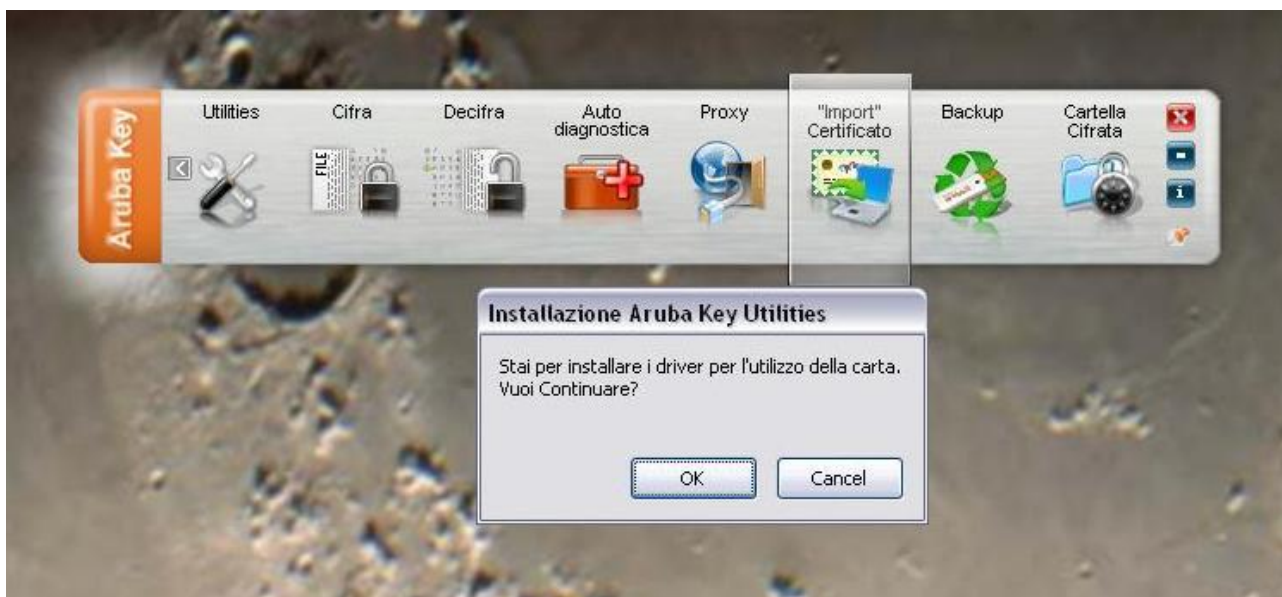 Aruba Key
Utilities
Cifra
Decifra
Auto
diagnostica
Proxy
"Import"
Certificato
Backup
Cartella
Cifrata
FILE
i
Installazione Aruba Key Utilities
Stai per installare i driver per l'utilizzo della carta.
Vuoi Continuare?
OK
Cancel